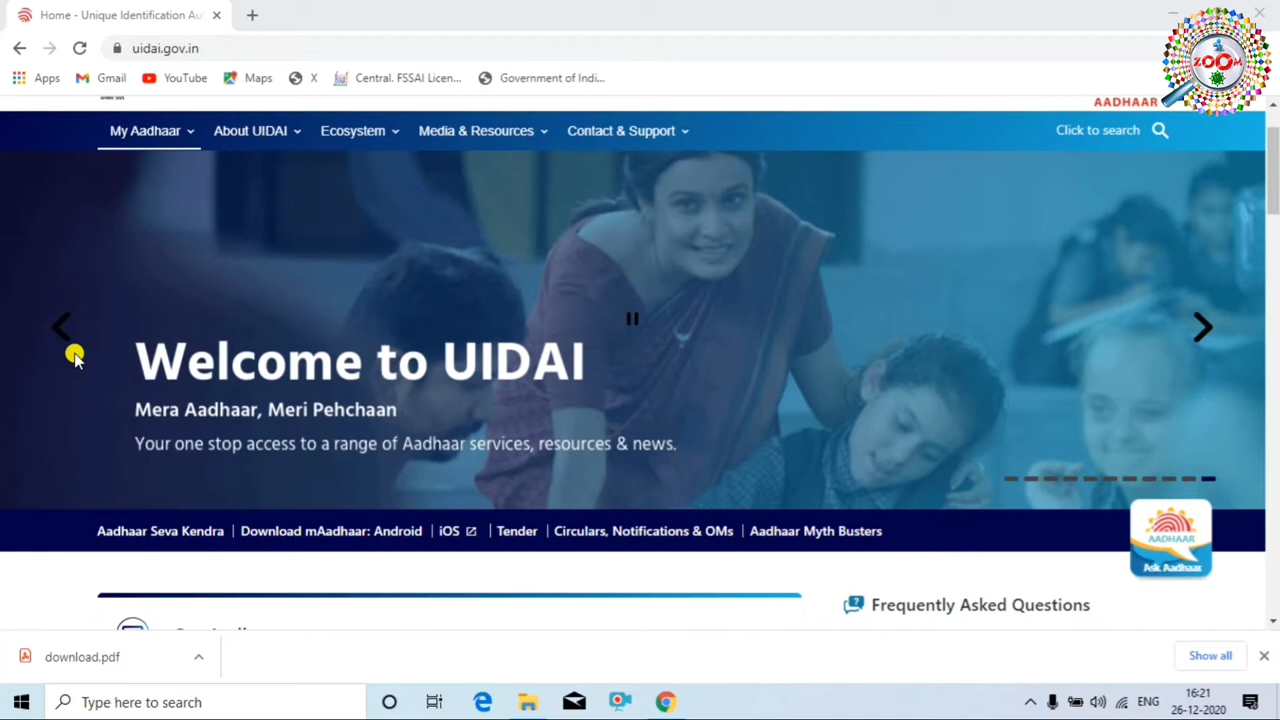 Home - Unique Identification Au
uidai.gov.in
Apps Gmail YouTube Maps X Central. FSSAI Licen... Government of Indi...
ZOOM
AADHAAR
My Aadhaar About UIDAI Ecosystem Media & Resources Contact & Support Click to search
Welcome to UIDAI
Mera Aadhaar, Meri Pehchaan
Your one stop access to a range of Aadhaar services, resources & news.
Aadhaar Seva Kendra | Download mAadhaar: Android | iOS | Tender | Circulars, Notifications & OMs | Aadhaar Myth Busters
AADHAAR
Ask Aadhaar
Frequently Asked Questions
download.pdf Show all
Type here to search ENG 16:21
26-12-2020